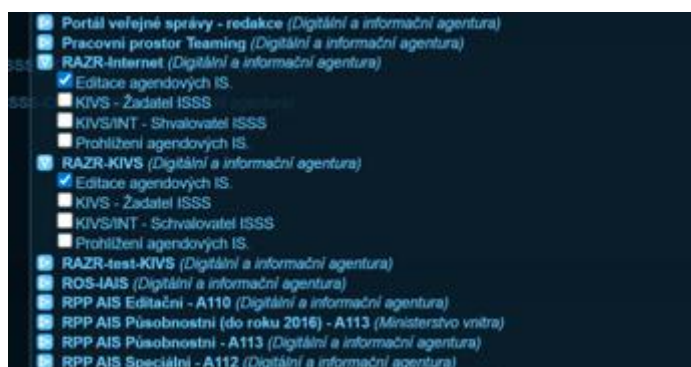 Portál veřejné správy - redakce (Digitální a informační agentura)
Pracovní prostor Teaming (Digitální a informační agentura)
RAZR-Internet (Digitální a informační agentura)
Editace agendových IS.
KIVS - Žadatel ISSS
KIVS/INT - Shvalovatel ISSS
Prohlížení agendových IS.
RAZR-KIVS (Digitální a informační agentura)
Editace agendových IS.
KIVS - Žadatel ISSS
KIVS/INT - Schvalovatel ISSS
Prohlížení agendových IS.
RAZR-test-KIVS (Digitální a informační agentura)
ROS-IAIS (Digitální a informační agentura)
RPP AIS Editační - A110 (Digitální a informační agentura)
RPP AIS Působnostní (do roku 2016) - A113 (Ministerstvo vnitra)
RPP AIS Působnostní - A113 (Digitální a informační agentura)
RPP AIS Speciální - A112 (Digitální a informační agentura)